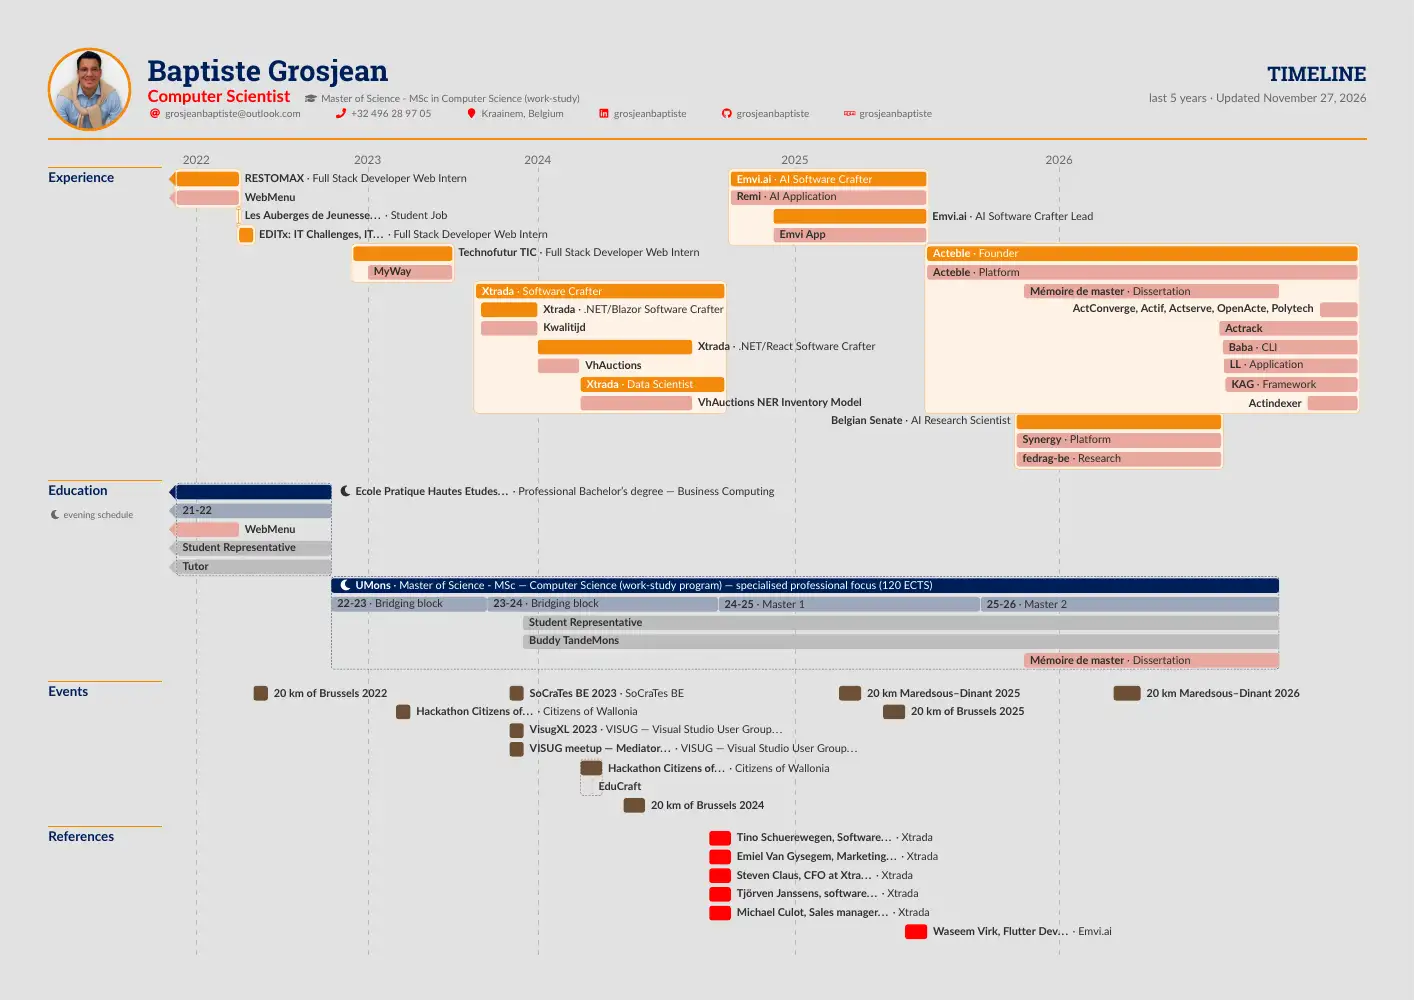 Baptiste Grosjean
TIMELINE
Computer Scientist Master of Science - MSc in Computer Science (work-study)
last 5 years · Updated November 27, 2026
grosjeanbaptiste@outlook.com +32 496 28 97 05 Kraainem, Belgium grosjeanbaptiste grosjeanbaptiste grosjeanbaptiste
2022 2023 2024 2025 2026
Experience
RESTOMAX · Full Stack Developer Web Intern
Emvi.ai · AI Software Crafter
WebMenu
Remi · AI Application
Les Auberges de Jeunesse... · Student Job
Emvi.ai · AI Software Crafter Lead
EDITx: IT Challenges, IT... · Full Stack Developer Web Intern
Emvi App
Technofutur TIC · Full Stack Developer Web Intern
Acteble · Founder
MyWay
Acteble · Platform
Xtrada · Software Crafter
Mémoire de master · Dissertation
Xtrada · .NET/Blazor Software Crafter
ActConverge, Actif, Actserve, OpenActe, Polytech
Kwalitijd
Actrack
Xtrada · .NET/React Software Crafter
Baba · CLI
VhAuctions
LL · Application
Xtrada · Data Scientist
KAG · Framework
VhAuctions NER Inventory Model
Actindexer
Belgian Senate · AI Research Scientist
Synergy · Platform
fedrag-be · Research
Education
Ecole Pratique Hautes Etudes... · Professional Bachelor’s degree — Business Computing
21-22
evening schedule
WebMenu
Student Representative
Tutor
UMons · Master of Science - MSc — Computer Science (work-study program) — specialised professional focus (120 ECTS)
22-23 · Bridging block 23-24 · Bridging block 24-25 · Master 1 25-26 · Master 2
Student Representative
Buddy TandeMons
Mémoire de master · Dissertation
Events
20 km of Brussels 2022
SoCraTes BE 2023 · SoCraTes BE
20 km Maredsous–Dinant 2025
20 km Maredsous–Dinant 2026
Hackathon Citizens of... · Citizens of Wallonia
20 km of Brussels 2025
VisugXL 2023 · VISUG — Visual Studio User Group...
VISUG meetup — Mediator... · VISUG — Visual Studio User Group...
Hackathon Citizens of... · Citizens of Wallonia
EduCraft
20 km of Brussels 2024
References
Tino Schuerewegen, Software... · Xtrada
Emiel Van Gysegem, Marketing... · Xtrada
Steven Claus, CFO at Xtra... · Xtrada
Tjörven Janssens, software... · Xtrada
Michael Culot, Sales manager... · Xtrada
Waseem Virk, Flutter Dev... · Emvi.ai